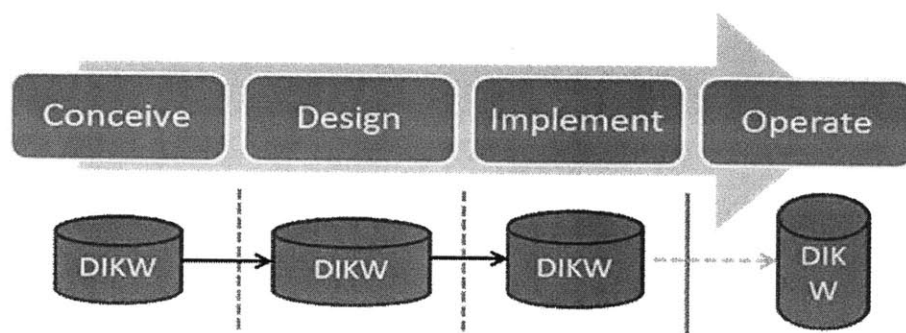 Conceive
Design
Implement
Operate
DIKW
DIKW
DIKW
DIK
W